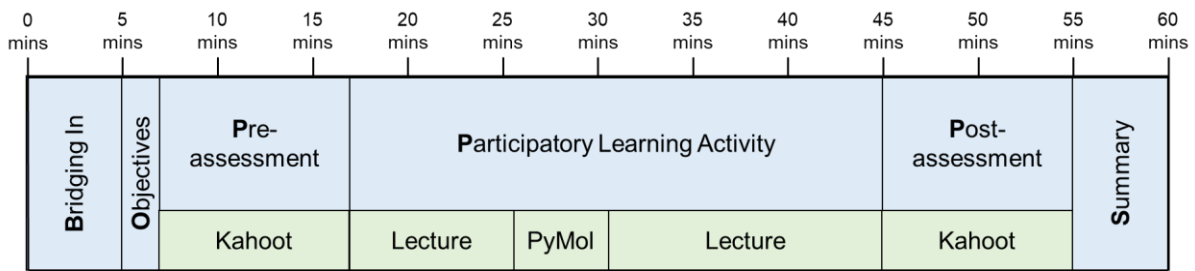 0 5 10 15 20 25 30 35 40 45 50 55 60
mins mins mins mins mins mins mins mins mins mins mins mins mins
Bridging In
Objectives
Pre-
assessment
Participatory Learning Activity
Post-
assessment
Summary
Kahoot
Lecture
PyMol
Lecture
Kahoot